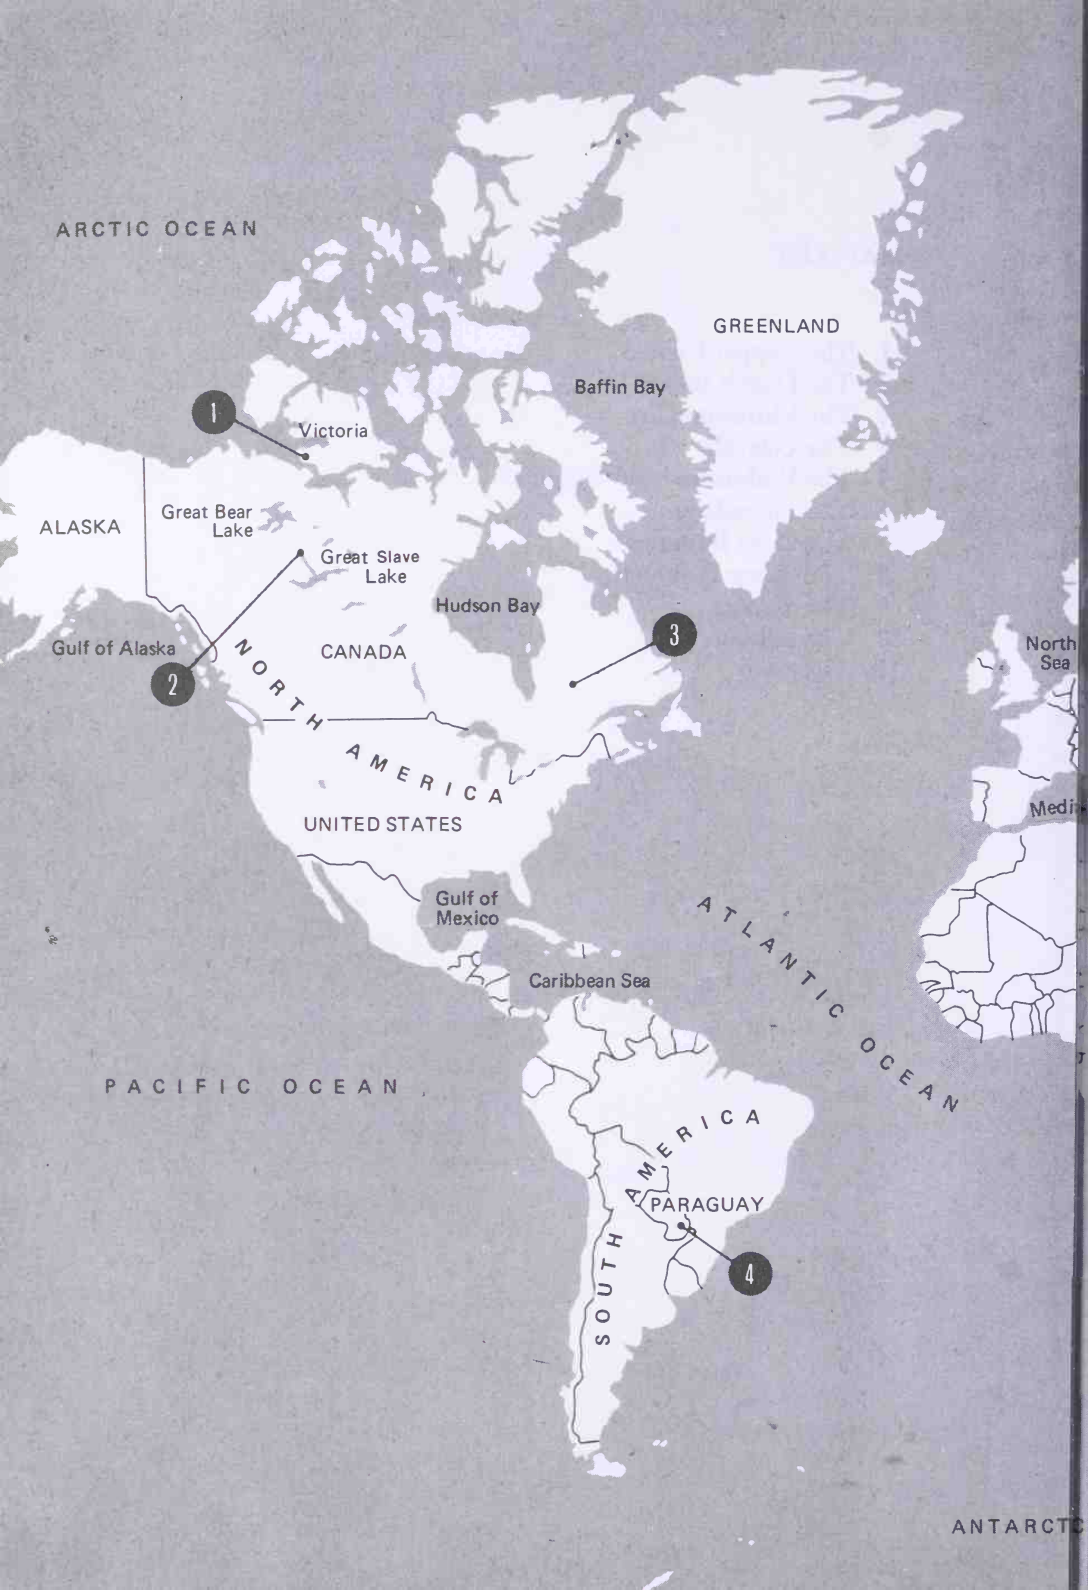 ARCTIC OCEAN
GREENLAND
Baffin Bay
1
Victoria
Great Bear
Lake
ALASKA
Great Slave
Lake
Hudson Bay
3
Gulf of Alaska
CANADA
North
Sea
2
NORTH AMERICA
Medi
UNITED STATES
Gulf of
Mexico
ATLANTIC OCEAN
Caribbean Sea
PACIFIC OCEAN
SOUTH AMERICA
PARAGUAY
4
ANTARCTC